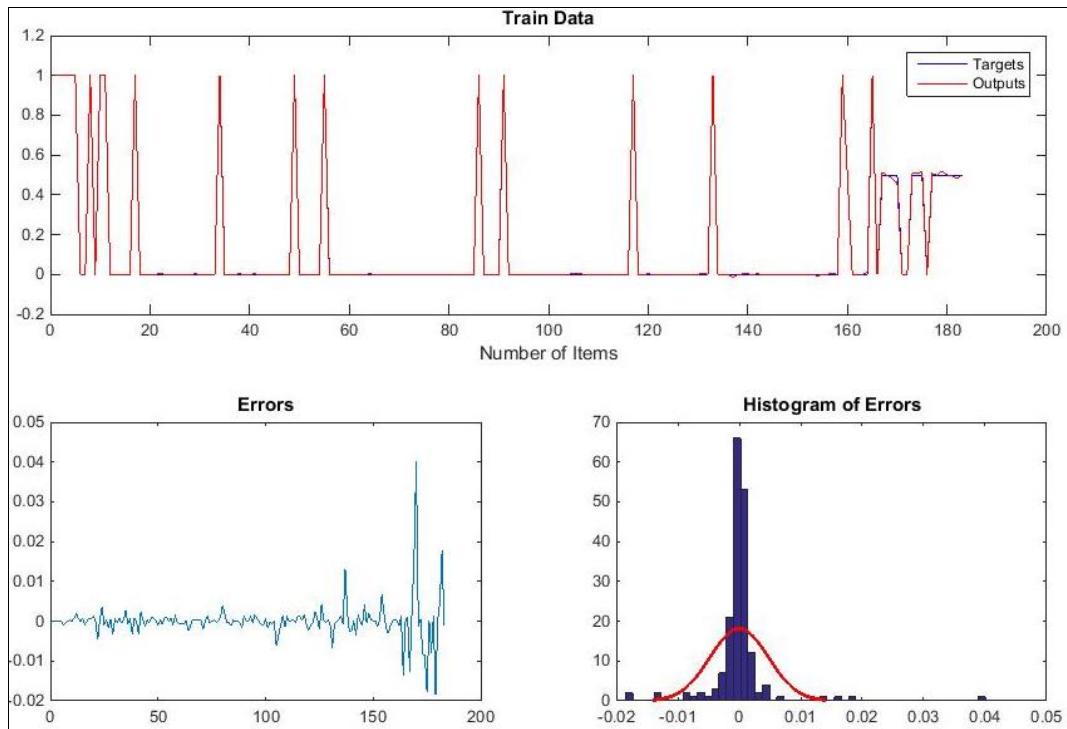 Train Data
1.2
1
0.8
0.6
0.4
0.2
0
-0.2
Targets
Outputs
0 20 40 60 80 100 120 140 160 180 200
Number of Items
Errors
0.05
0.04
0.03
0.02
0.01
0
-0.01
-0.02
0 50 100 150 200
Histogram of Errors
70
60
50
40
30
20
10
0
-0.02 -0.01 0 0.01 0.02 0.03 0.04 0.05